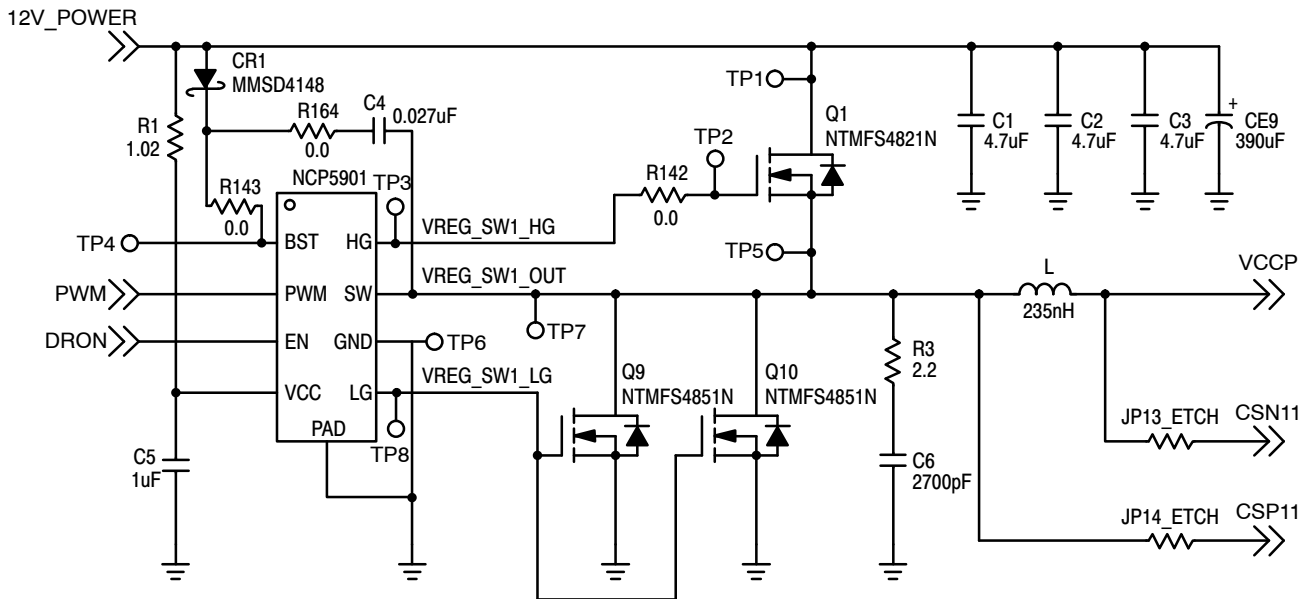 12V_POWER
CR1
MMSD4148
TP1
R164
0.0
C4
0.027uF
Q1
NTMFS4821N
C1
4.7uF
C2
4.7uF
C3
4.7uF
+
CE9
390uF
R1
1.02
TP2
R143
0.0
NCP5901
TP3
R142
0.0
TP4
BST
HG
VREG_SW1_HG
TP5
VREG_SW1_OUT
L
235nH
VCCP
PWM
PWM
SW
TP7
DRON
EN
GND
TP6
R3
2.2
VCC
LG
VREG_SW1_LG
Q9
NTMFS4851N
Q10
NTMFS4851N
JP13_ETCH
CSN11
PAD
TP8
C5
1uF
C6
2700pF
JP14_ETCH
CSP11